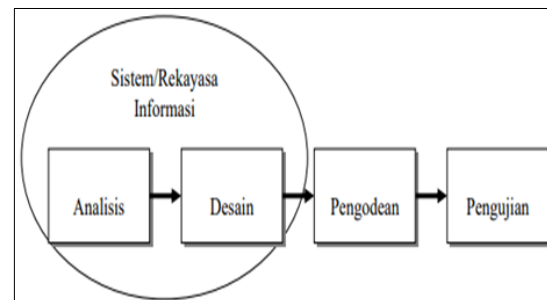 Sistem/Rekayasa
Informasi
Analisis
Desain
Pengodean
Pengujian